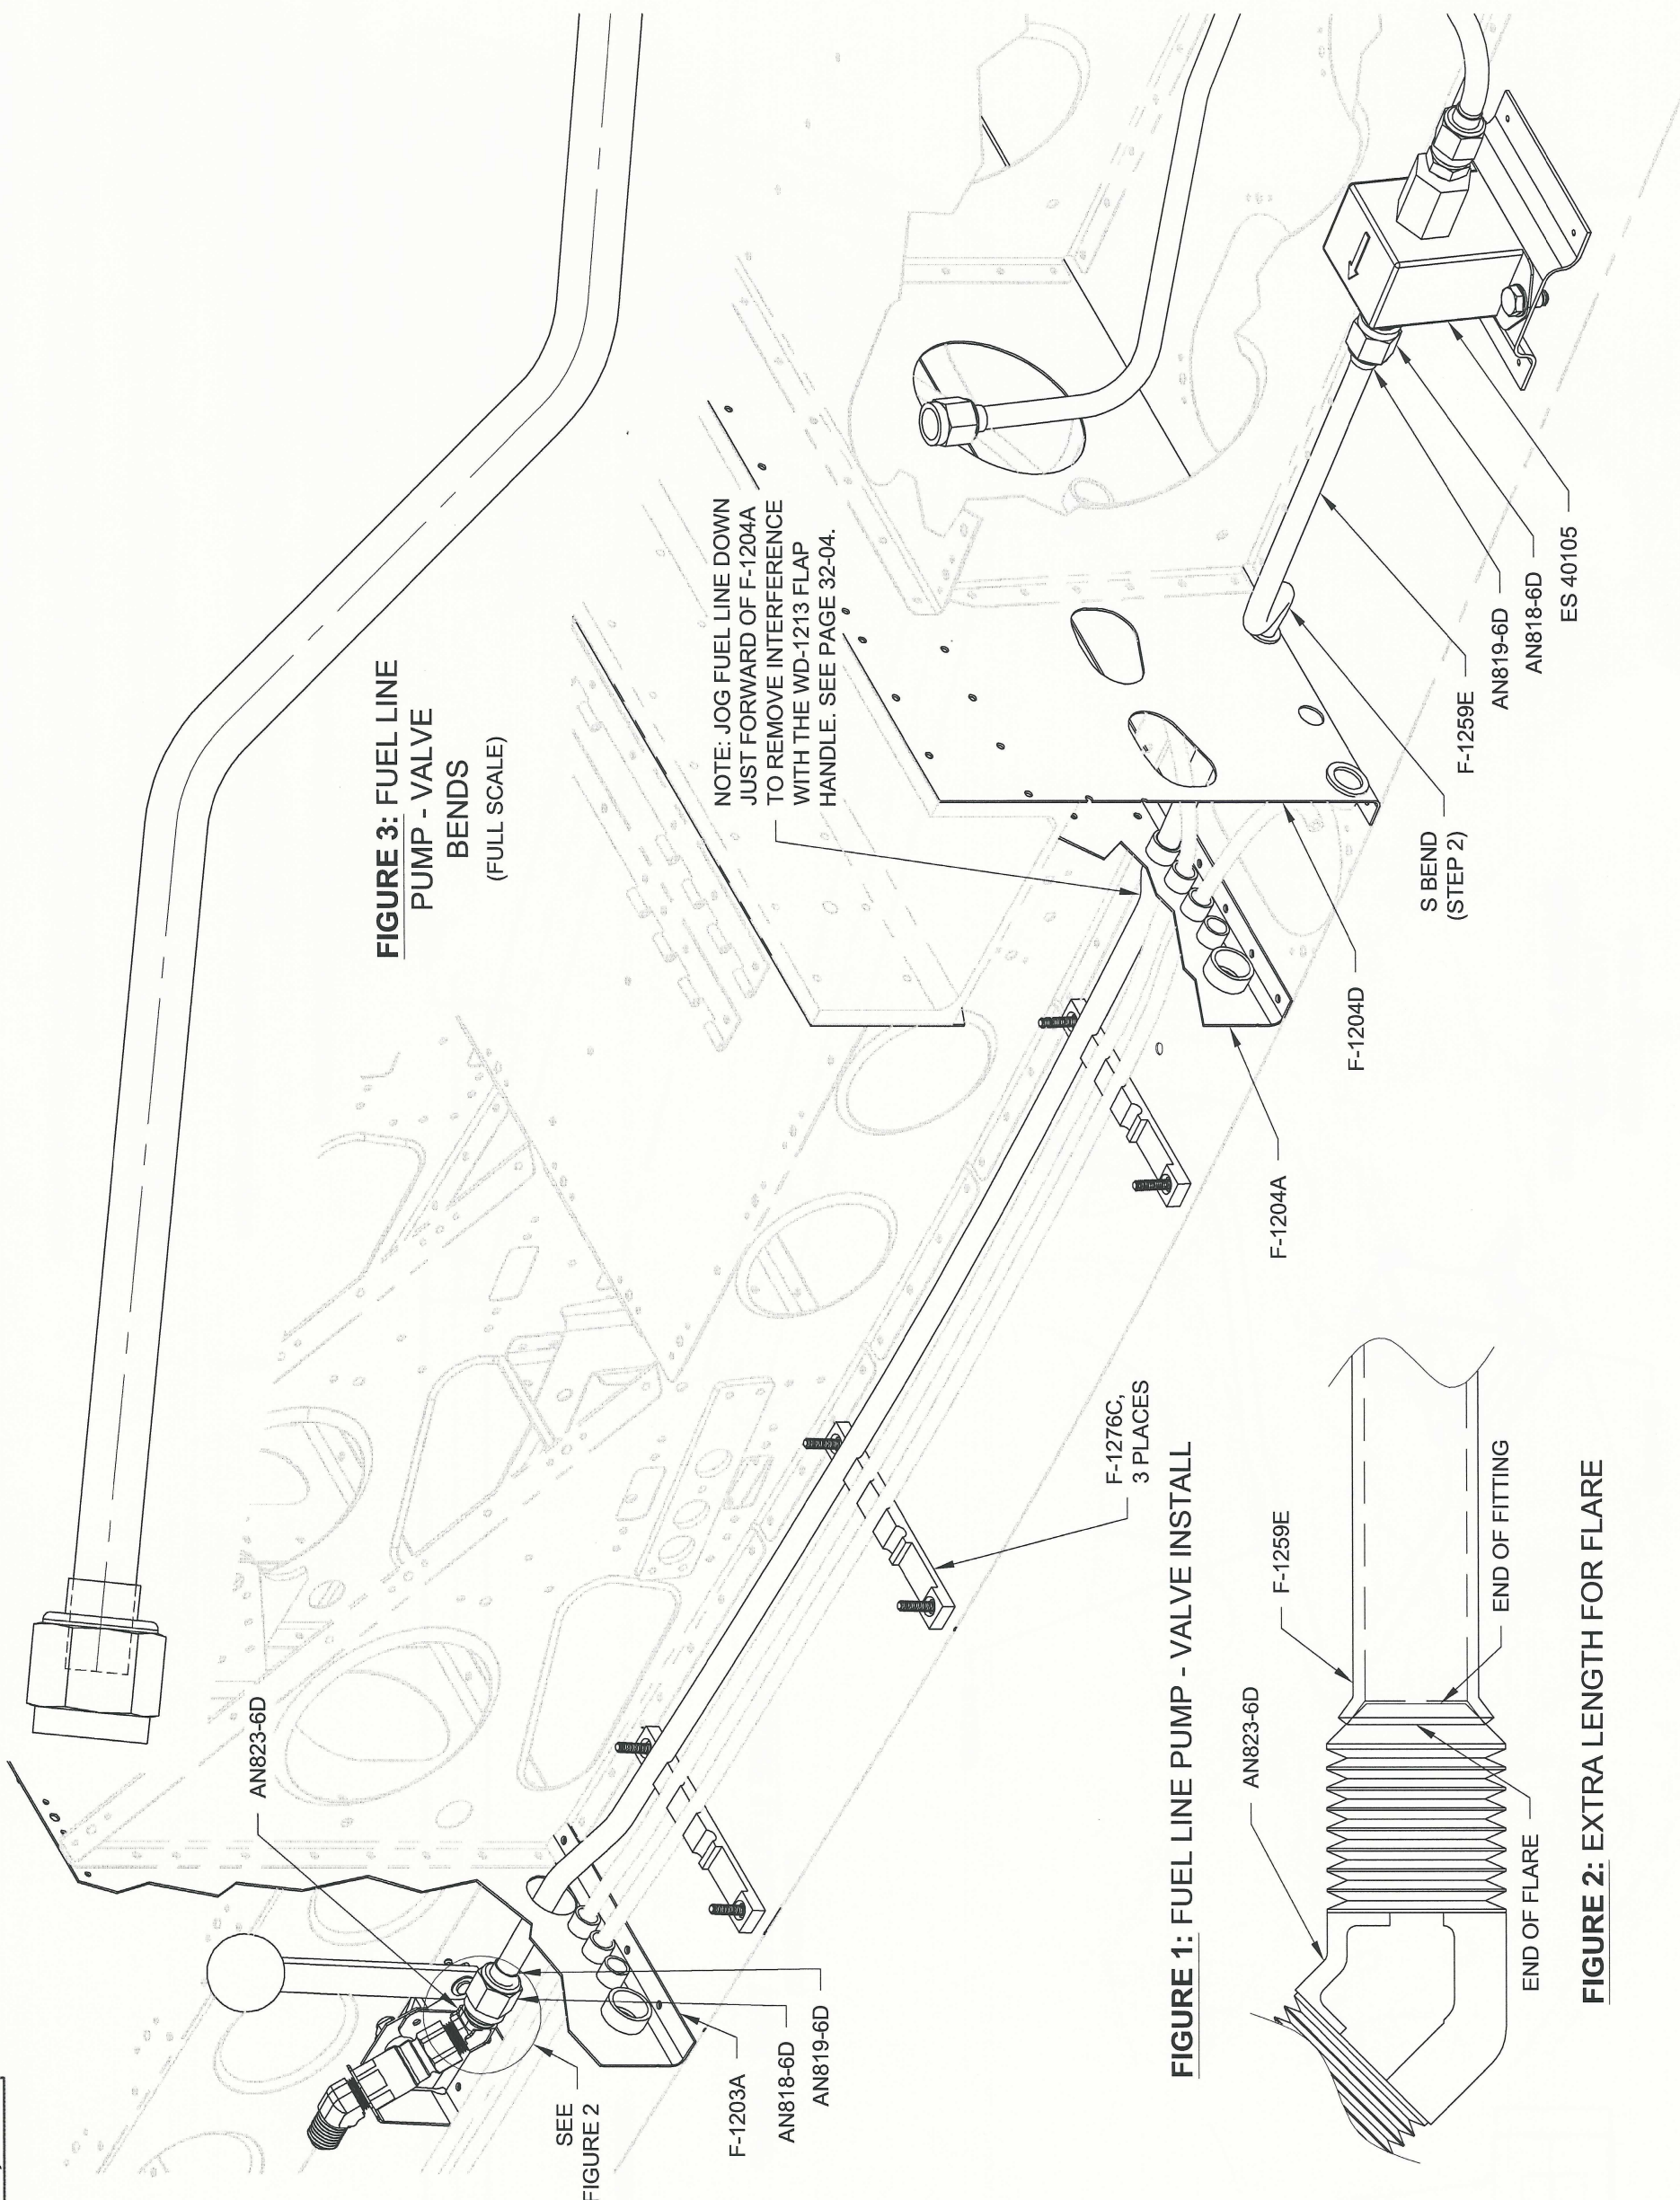 FIGURE 3: FUEL LINE
PUMP - VALVE
BENDS
(FULL SCALE)
NOTE: JOG FUEL LINE DOWN
JUST FORWARD OF F-1204A
TO REMOVE INTERFERENCE
WITH THE WD-1213 FLAP
HANDLE. SEE PAGE 32-04.
AN823-6D
SEE
FIGURE 2
F-1203A
AN818-6D
AN819-6D
F-1276C,
3 PLACES
F-1204A
F-1204D
S BEND
(STEP 2)
F-1259E
AN819-6D
AN818-6D
ES 40105
FIGURE 1: FUEL LINE PUMP - VALVE INSTALL
AN823-6D
F-1259E
END OF FLARE
END OF FITTING
FIGURE 2: EXTRA LENGTH FOR FLARE